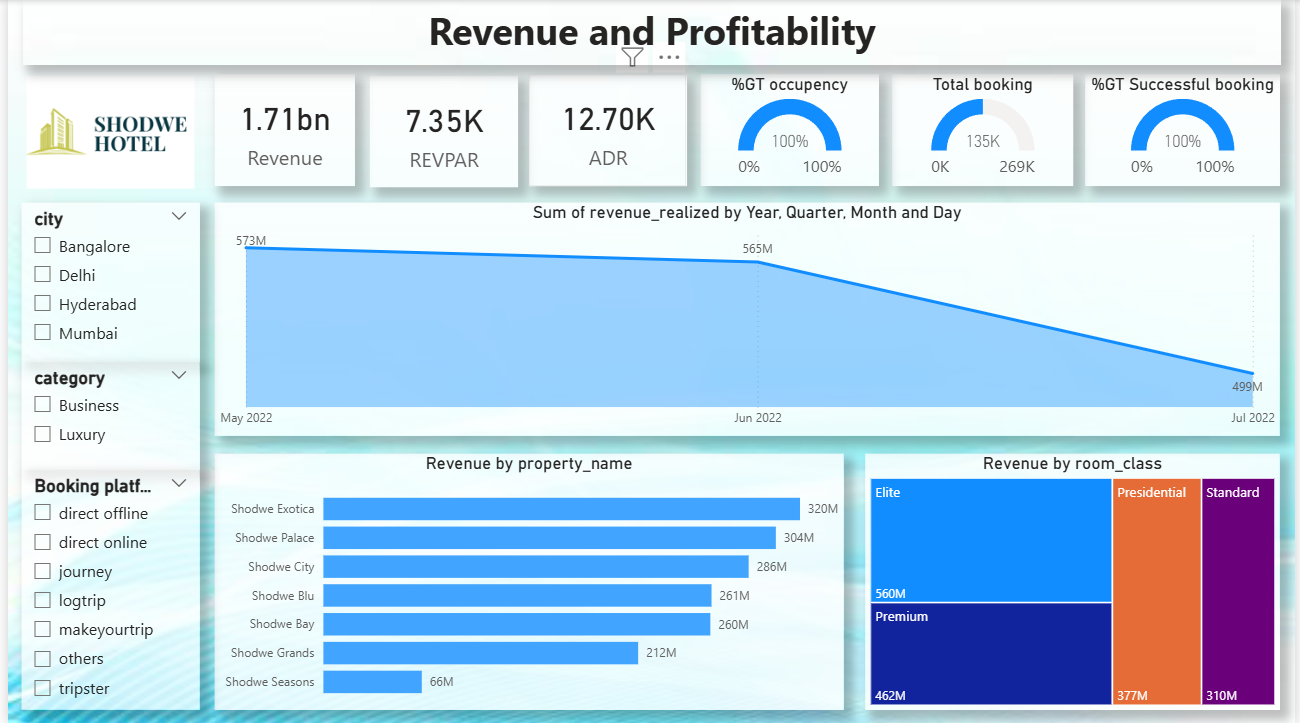 Revenue and Profitability
SHODWE
HOTEL
1.71bn
Revenue
7.35K
REVPAR
12.70K
ADR
%GT occupency
100%
0%
100%
Total booking
135K
0K
269K
%GT Successful booking
100%
0%
100%
city
Bangalore
Delhi
Hyderabad
Mumbai
category
Business
Luxury
Booking platf...
direct offline
direct online
journey
logtrip
makeyourtrip
others
tripster
Sum of revenue_realized by Year, Quarter, Month and Day
573M
565M
499M
May 2022
Jun 2022
Jul 2022
Revenue by property_name
Shodwe Exotica 320M
Shodwe Palace 304M
Shodwe City 286M
Shodwe Blu 261M
Shodwe Bay 260M
Shodwe Grands 212M
Shodwe Seasons 66M
Revenue by room_class
Elite
560M
Premium
462M
Presidential
377M
Standard
310M